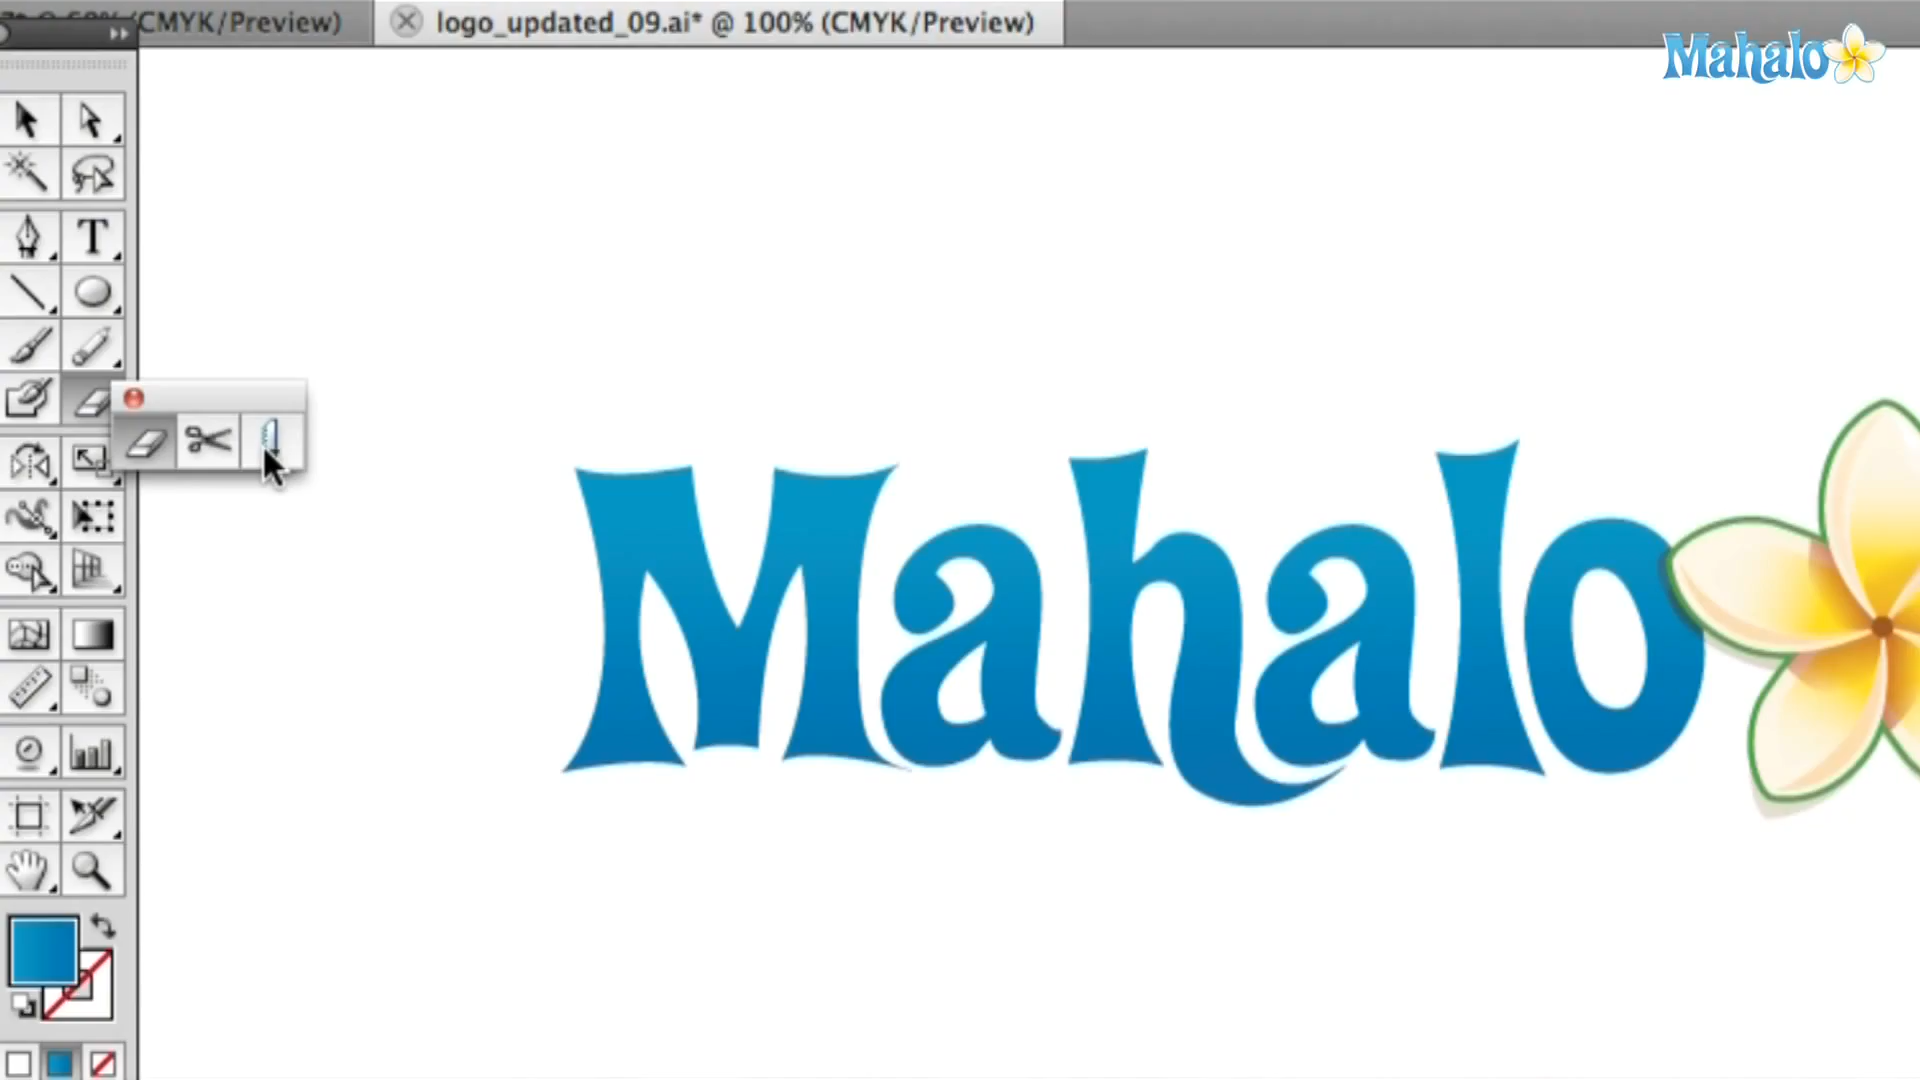 CMYK/Preview)
logo_updated_09.ai* @ 100% (CMYK/Preview)
Mahalo
T
Mahalo